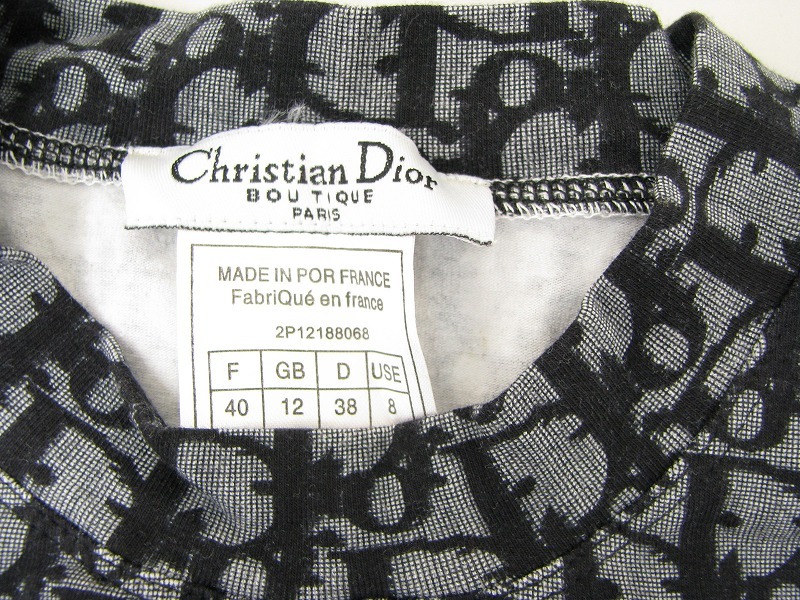 Christian Dior
BOUTIQUE
PARIS
MADE IN POR FRANCE
FabriQué en france
2P12188068
F GB D USE
40 12 38 8